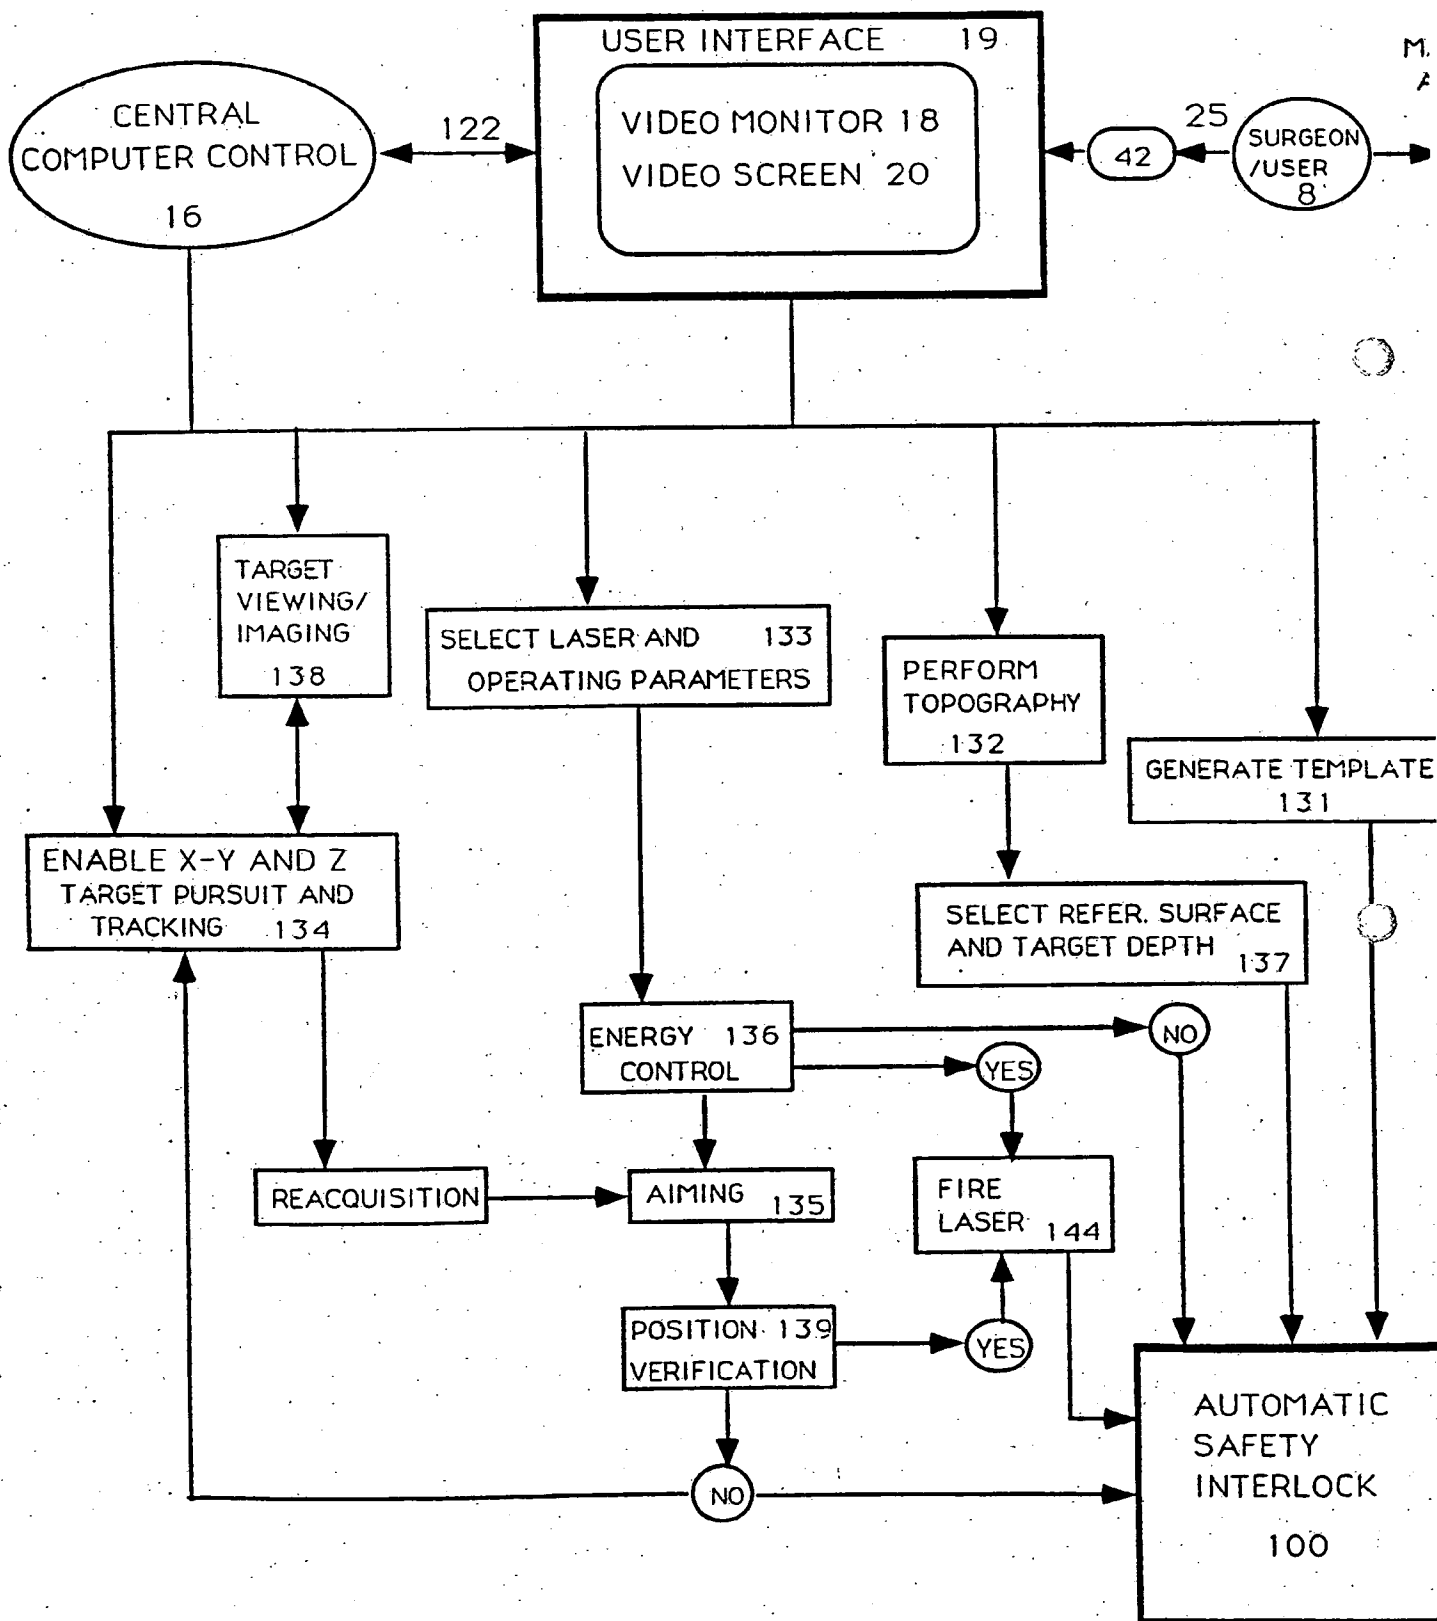 USER INTERFACE 19
M.
CENTRAL
COMPUTER CONTROL
16
122
VIDEO MONITOR 18
VIDEO SCREEN 20
42
25
SURGEON
/USER
8
TARGET
VIEWING/
IMAGING
138
SELECT LASER AND 133
OPERATING PARAMETERS
PERFORM
TOPOGRAPHY
132
GENERATE TEMPLATE
131
ENABLE X-Y AND Z
TARGET PURSUIT AND
TRACKING 134
SELECT REFER. SURFACE
AND TARGET DEPTH 137
ENERGY 136
CONTROL
NO
YES
REACQUISITION
AIMING 135
FIRE
LASER 144
POSITION 139
VERIFICATION
YES
NO
AUTOMATIC
SAFETY
INTERLOCK
100